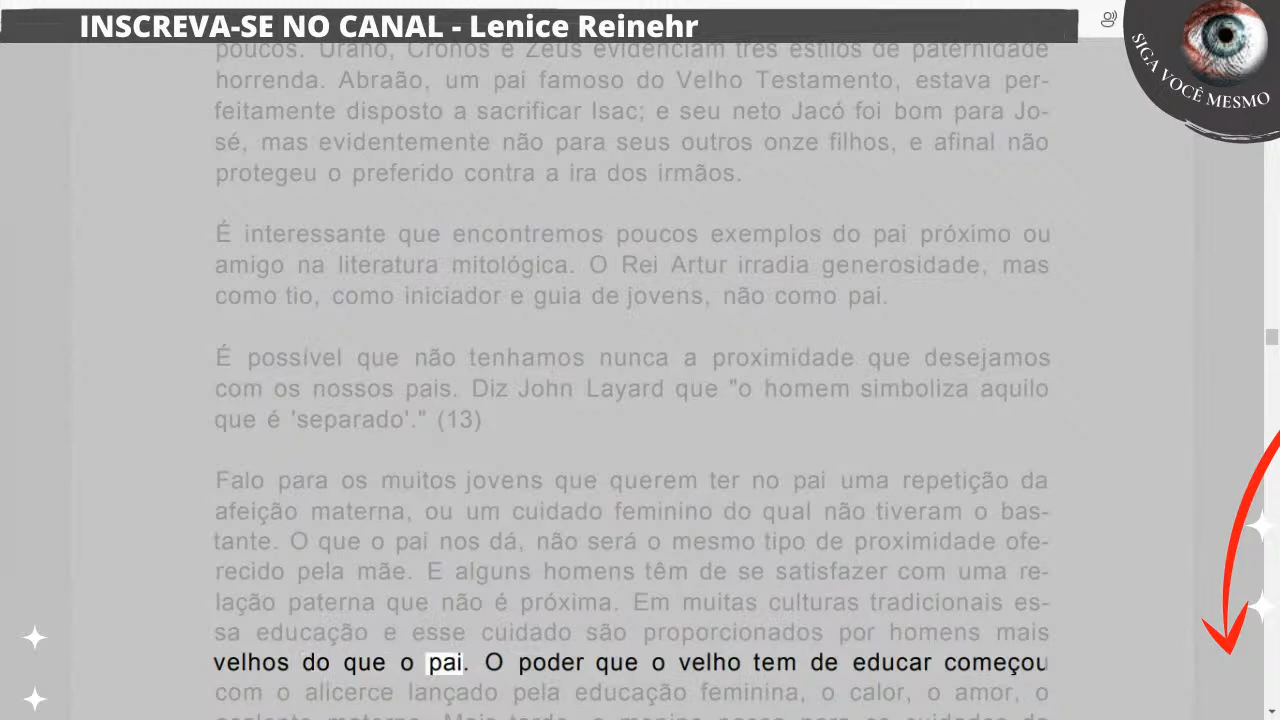 INSCREVA-SE NO CANAL - Lenice Reinehr
SIGA VOCÊ MESMO
poucos. Urano, Cronos e Zeus evidenciam três estilos de paternidade
horrenda. Abraão, um pai famoso do Velho Testamento, estava per-
feitamente disposto a sacrificar Isac; e seu neto Jacó foi bom para Jo-
sé, mas evidentemente não para seus outros onze filhos, e afinal não
protegeu o preferido contra a ira dos irmãos.
É interessante que encontremos poucos exemplos do pai próximo ou
amigo na literatura mitológica. O Rei Artur irradia generosidade, mas
como tio, como iniciador e guia de jovens, não como pai.
É possível que não tenhamos nunca a proximidade que desejamos
com os nossos pais. Diz John Layard que "o homem simboliza aquilo
que é 'separado'." (13)
Falo para os muitos jovens que querem ter no pai uma repetição da
afeição materna, ou um cuidado feminino do qual não tiveram o bas-
tante. O que o pai nos dá, não será o mesmo tipo de proximidade ofe-
recido pela mãe. E alguns homens têm de se satisfazer com uma re-
lação paterna que não é próxima. Em muitas culturas tradicionais es-
sa educação e esse cuidado são proporcionados por homens mais
velhos do que o pai. O poder que o velho tem de educar começou
com o alicerce lançado pela educação feminina, o calor, o amor, o